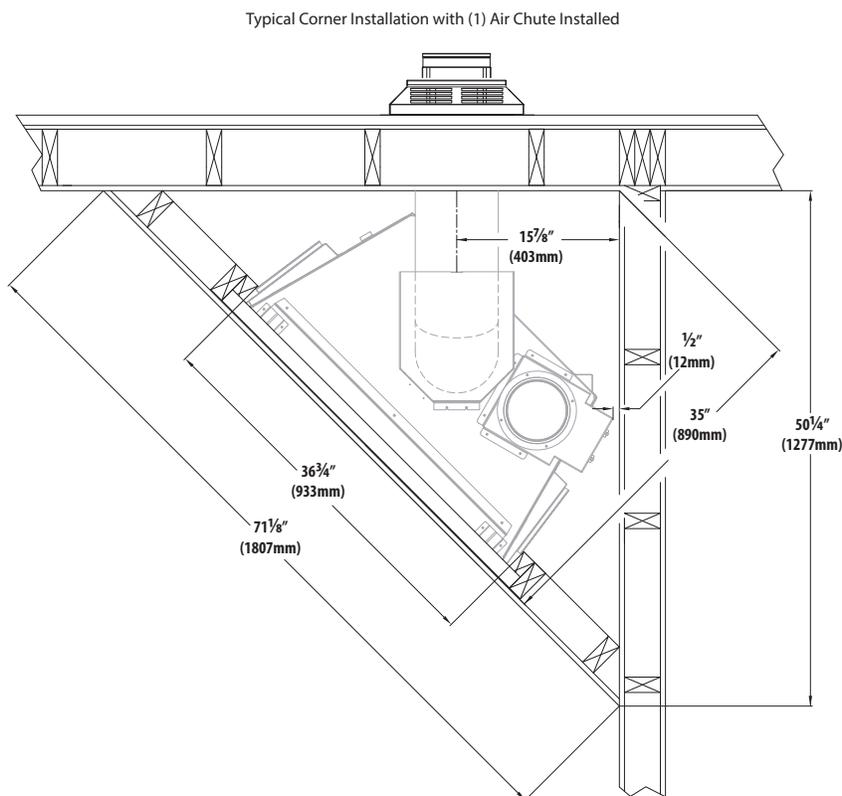 Typical Corner Installation with (1) Air Chute Installed
15⅞"
(403mm)
½"
(12mm)
35"
(890mm)
50¼"
(1277mm)
36¾"
(933mm)
71⅛"
(1807mm)